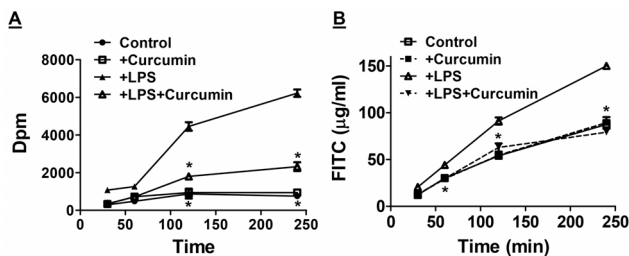 A
Control
+Curcumin
+LPS
+LPS+Curcumin
Dpm
8000
6000
4000
2000
0
*
*
*
*
0
50
100
150
200
250
Time
B
Control
+Curcumin
+LPS
+LPS+Curcumin
FITC (μg/ml)
150
100
50
0
*
*
*
0
50
100
150
200
250
Time (min)